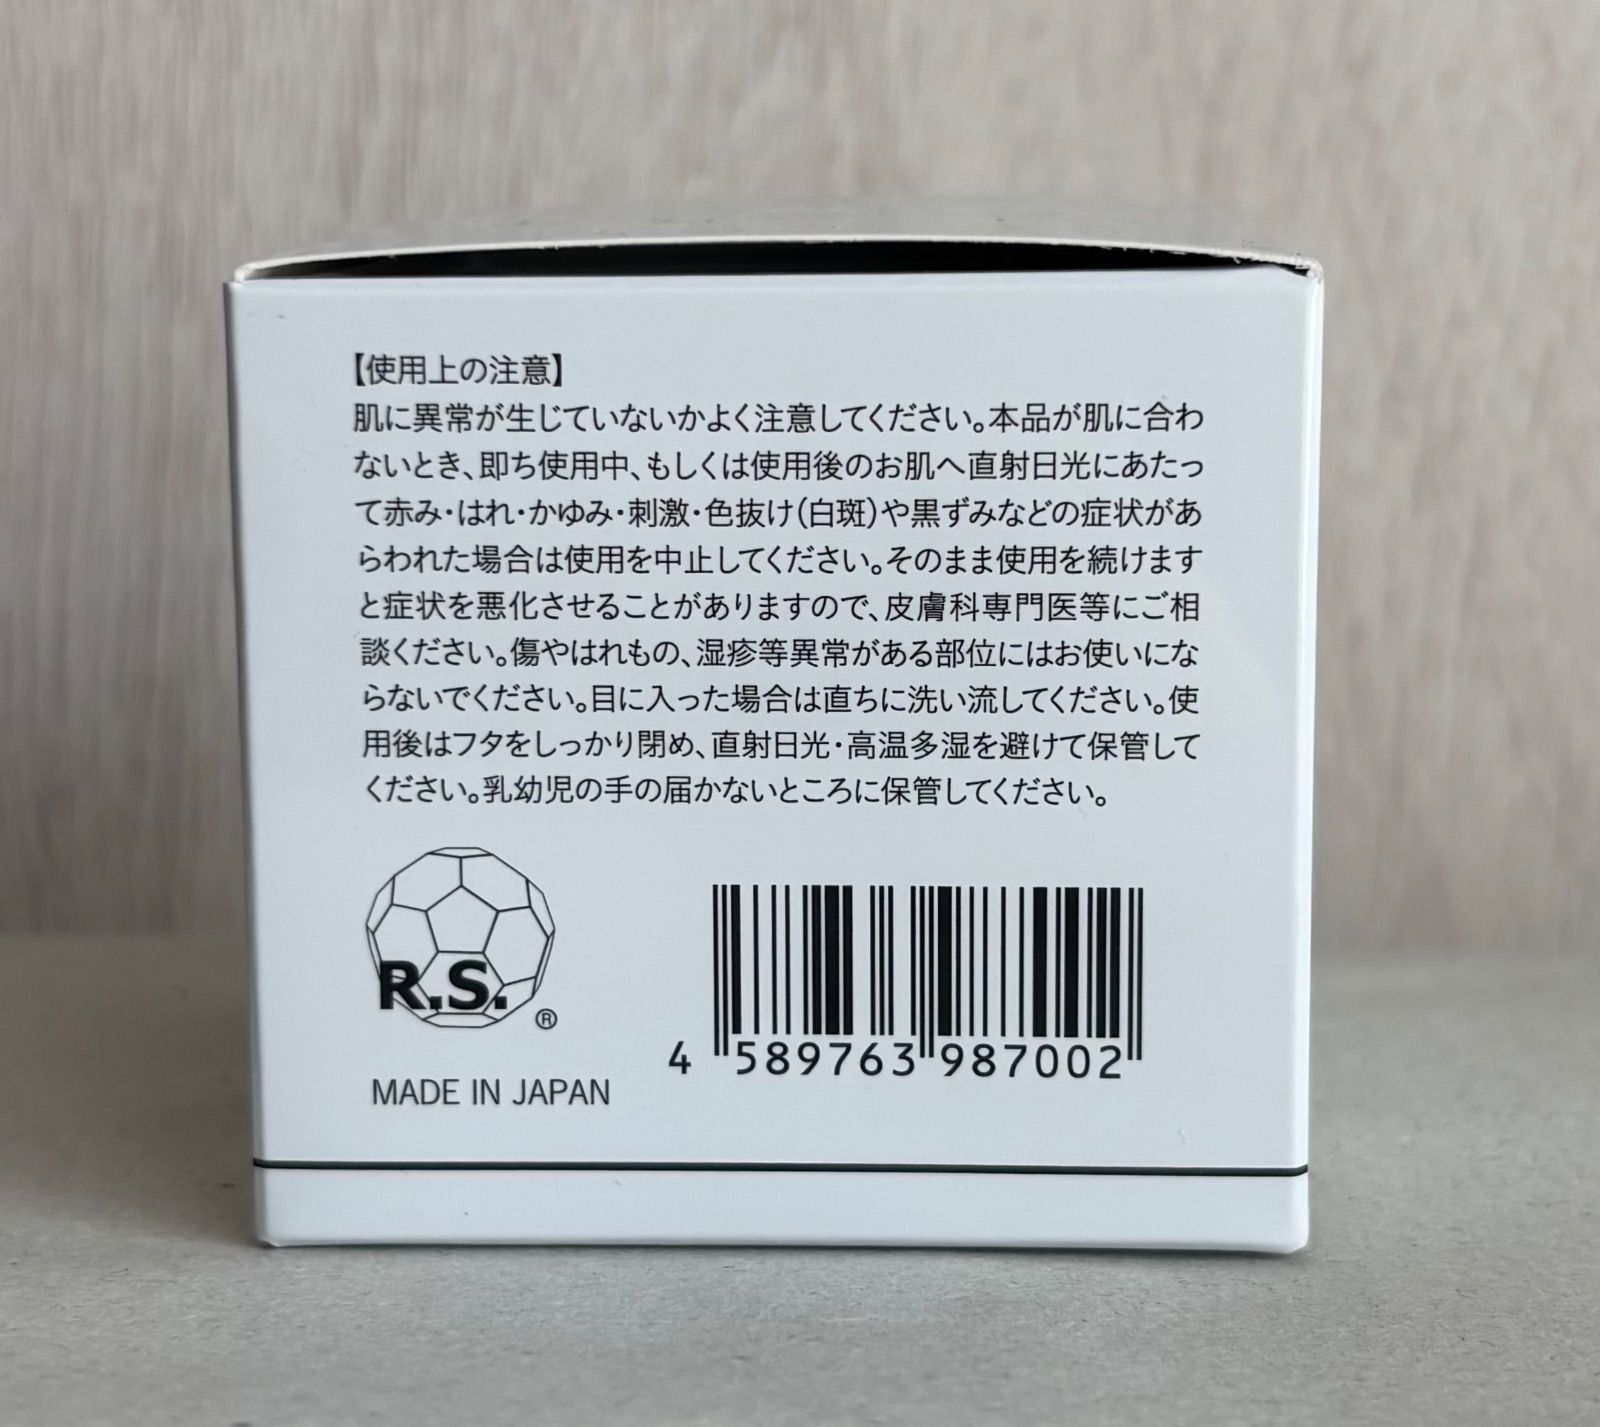 【使用上の注意】
肌に異常が生じていないかよく注意してください。本品が肌に合わ
ないとき、即ち使用中、もしくは使用後のお肌へ直射日光にあたっ
て赤み・はれ・かゆみ・刺激・色抜け(白斑)や黒ずみなどの症状があ
らわれた場合は使用を中止してください。そのまま使用を続けます
と症状を悪化させることがありますので、皮膚科専門医等にご相
談ください。傷やはれもの、湿疹等異常がある部位にはお使いにな
らないでください。目に入った場合は直ちに洗い流してください。使
用後はフタをしっかり閉め、直射日光・高温多湿を避けて保管して
ください。乳幼児の手の届かないところに保管してください。
R.S.
®
4 589763 987002
MADE IN JAPAN